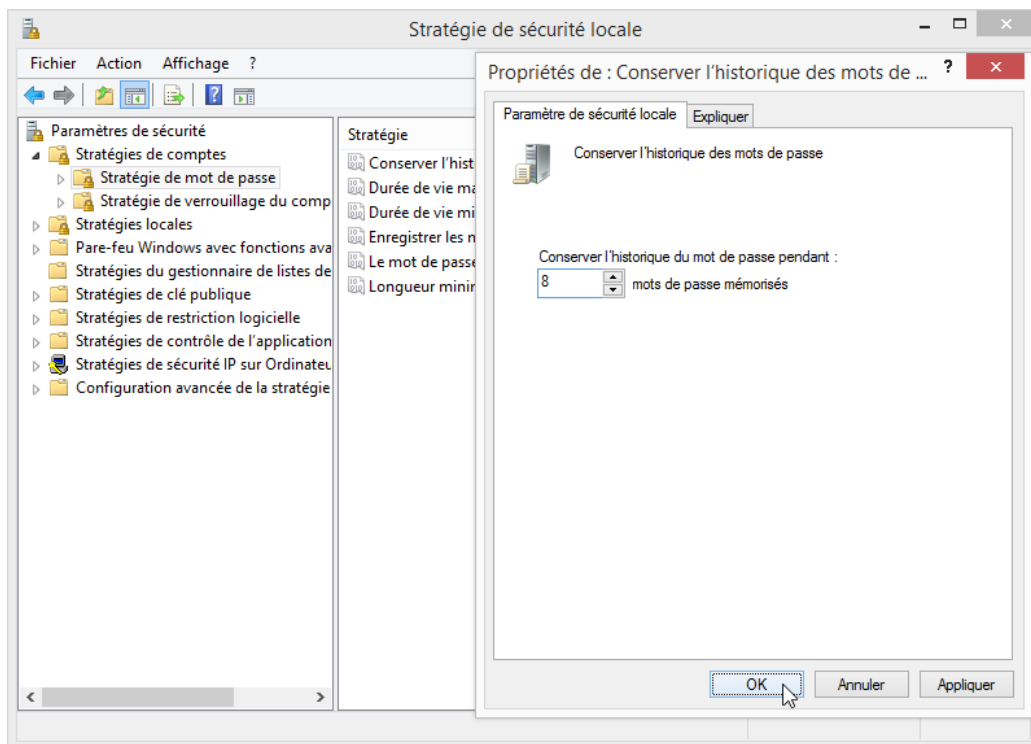 Stratégie de sécurité locale
Fichier Action Affichage ?
Paramètres de sécurité
Stratégies de comptes
Stratégie de mot de passe
Stratégie de verrouillage du comp
Stratégies locales
Pare-feu Windows avec fonctions ava
Stratégies du gestionnaire de listes de
Stratégies de clé publique
Stratégies de restriction logicielle
Stratégies de contrôle de l'application
Stratégies de sécurité IP sur Ordinateu
Configuration avancée de la stratégie
Stratégie
Conserver l'hist
Durée de vie ma
Durée de vie mi
Enregistrer les m
Le mot de passe
Longueur minir
Propriétés de : Conserver l'historique des mots de ... ?
Paramètre de sécurité locale Expliquer
Conserver l'historique des mots de passe
Conserver l'historique du mot de passe pendant :
8 mots de passe mémorisés
OK Annuler Appliquer